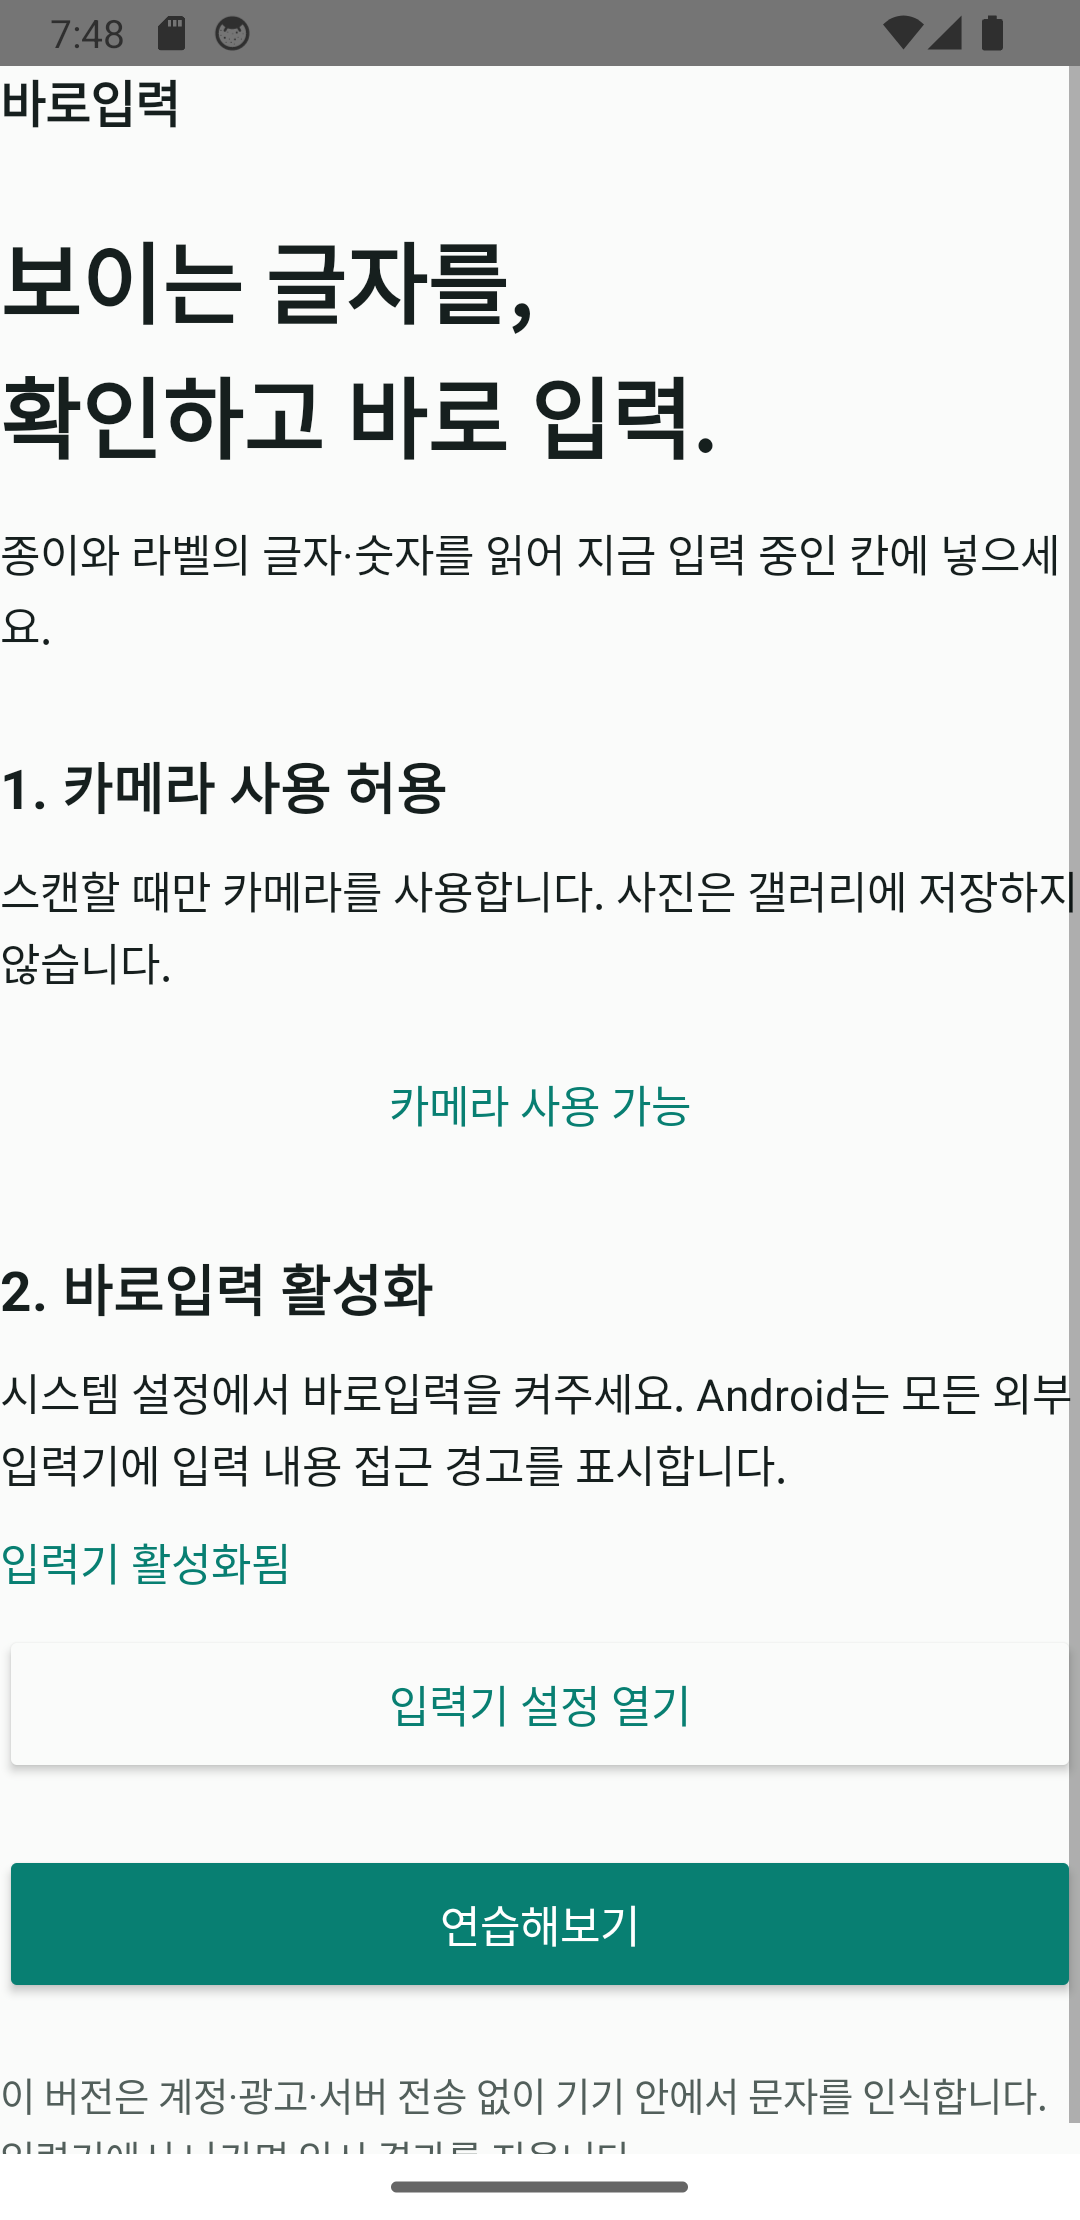 7:48
바로입력
보이는 글자를,
확인하고 바로 입력.
종이와 라벨의 글자·숫자를 읽어 지금 입력 중인 칸에 넣으세
요.
1. 카메라 사용 허용
스캔할 때만 카메라를 사용합니다. 사진은 갤러리에 저장하지
않습니다.
카메라 사용 가능
2. 바로입력 활성화
시스템 설정에서 바로입력을 켜주세요. Android는 모든 외부
입력기에 입력 내용 접근 경고를 표시합니다.
입력기 활성화됨
입력기 설정 열기
연습해보기
이 버전은 계정·광고·서버 전송 없이 기기 안에서 문자를 인식합니다.